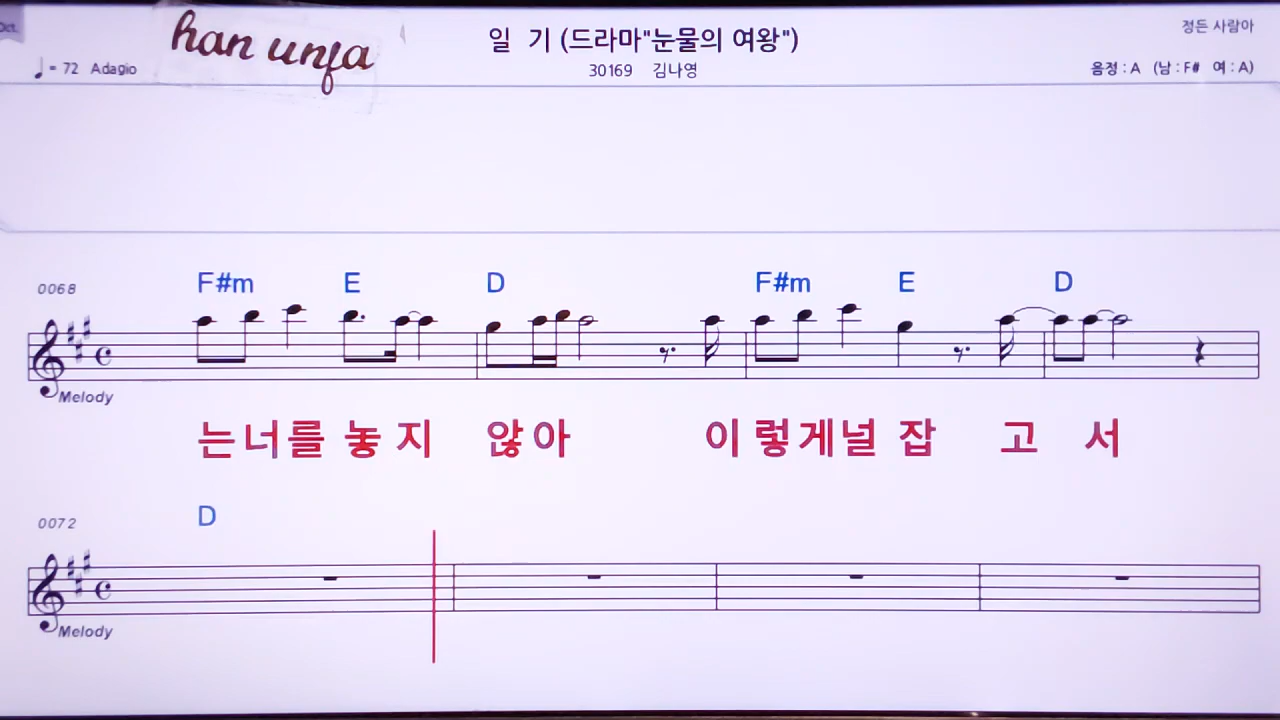 Oct.
han unja
일 기 (드라마"눈물의 여왕")
정든 사람아
♩= 72 Adagio
30169 김나영
음정 : A (남 : F# 여 : A)
F#m E D F#m E D
0068
Melody
는너를 놓지 않아 이렇게널 잡 고 서
D
0072
Melody